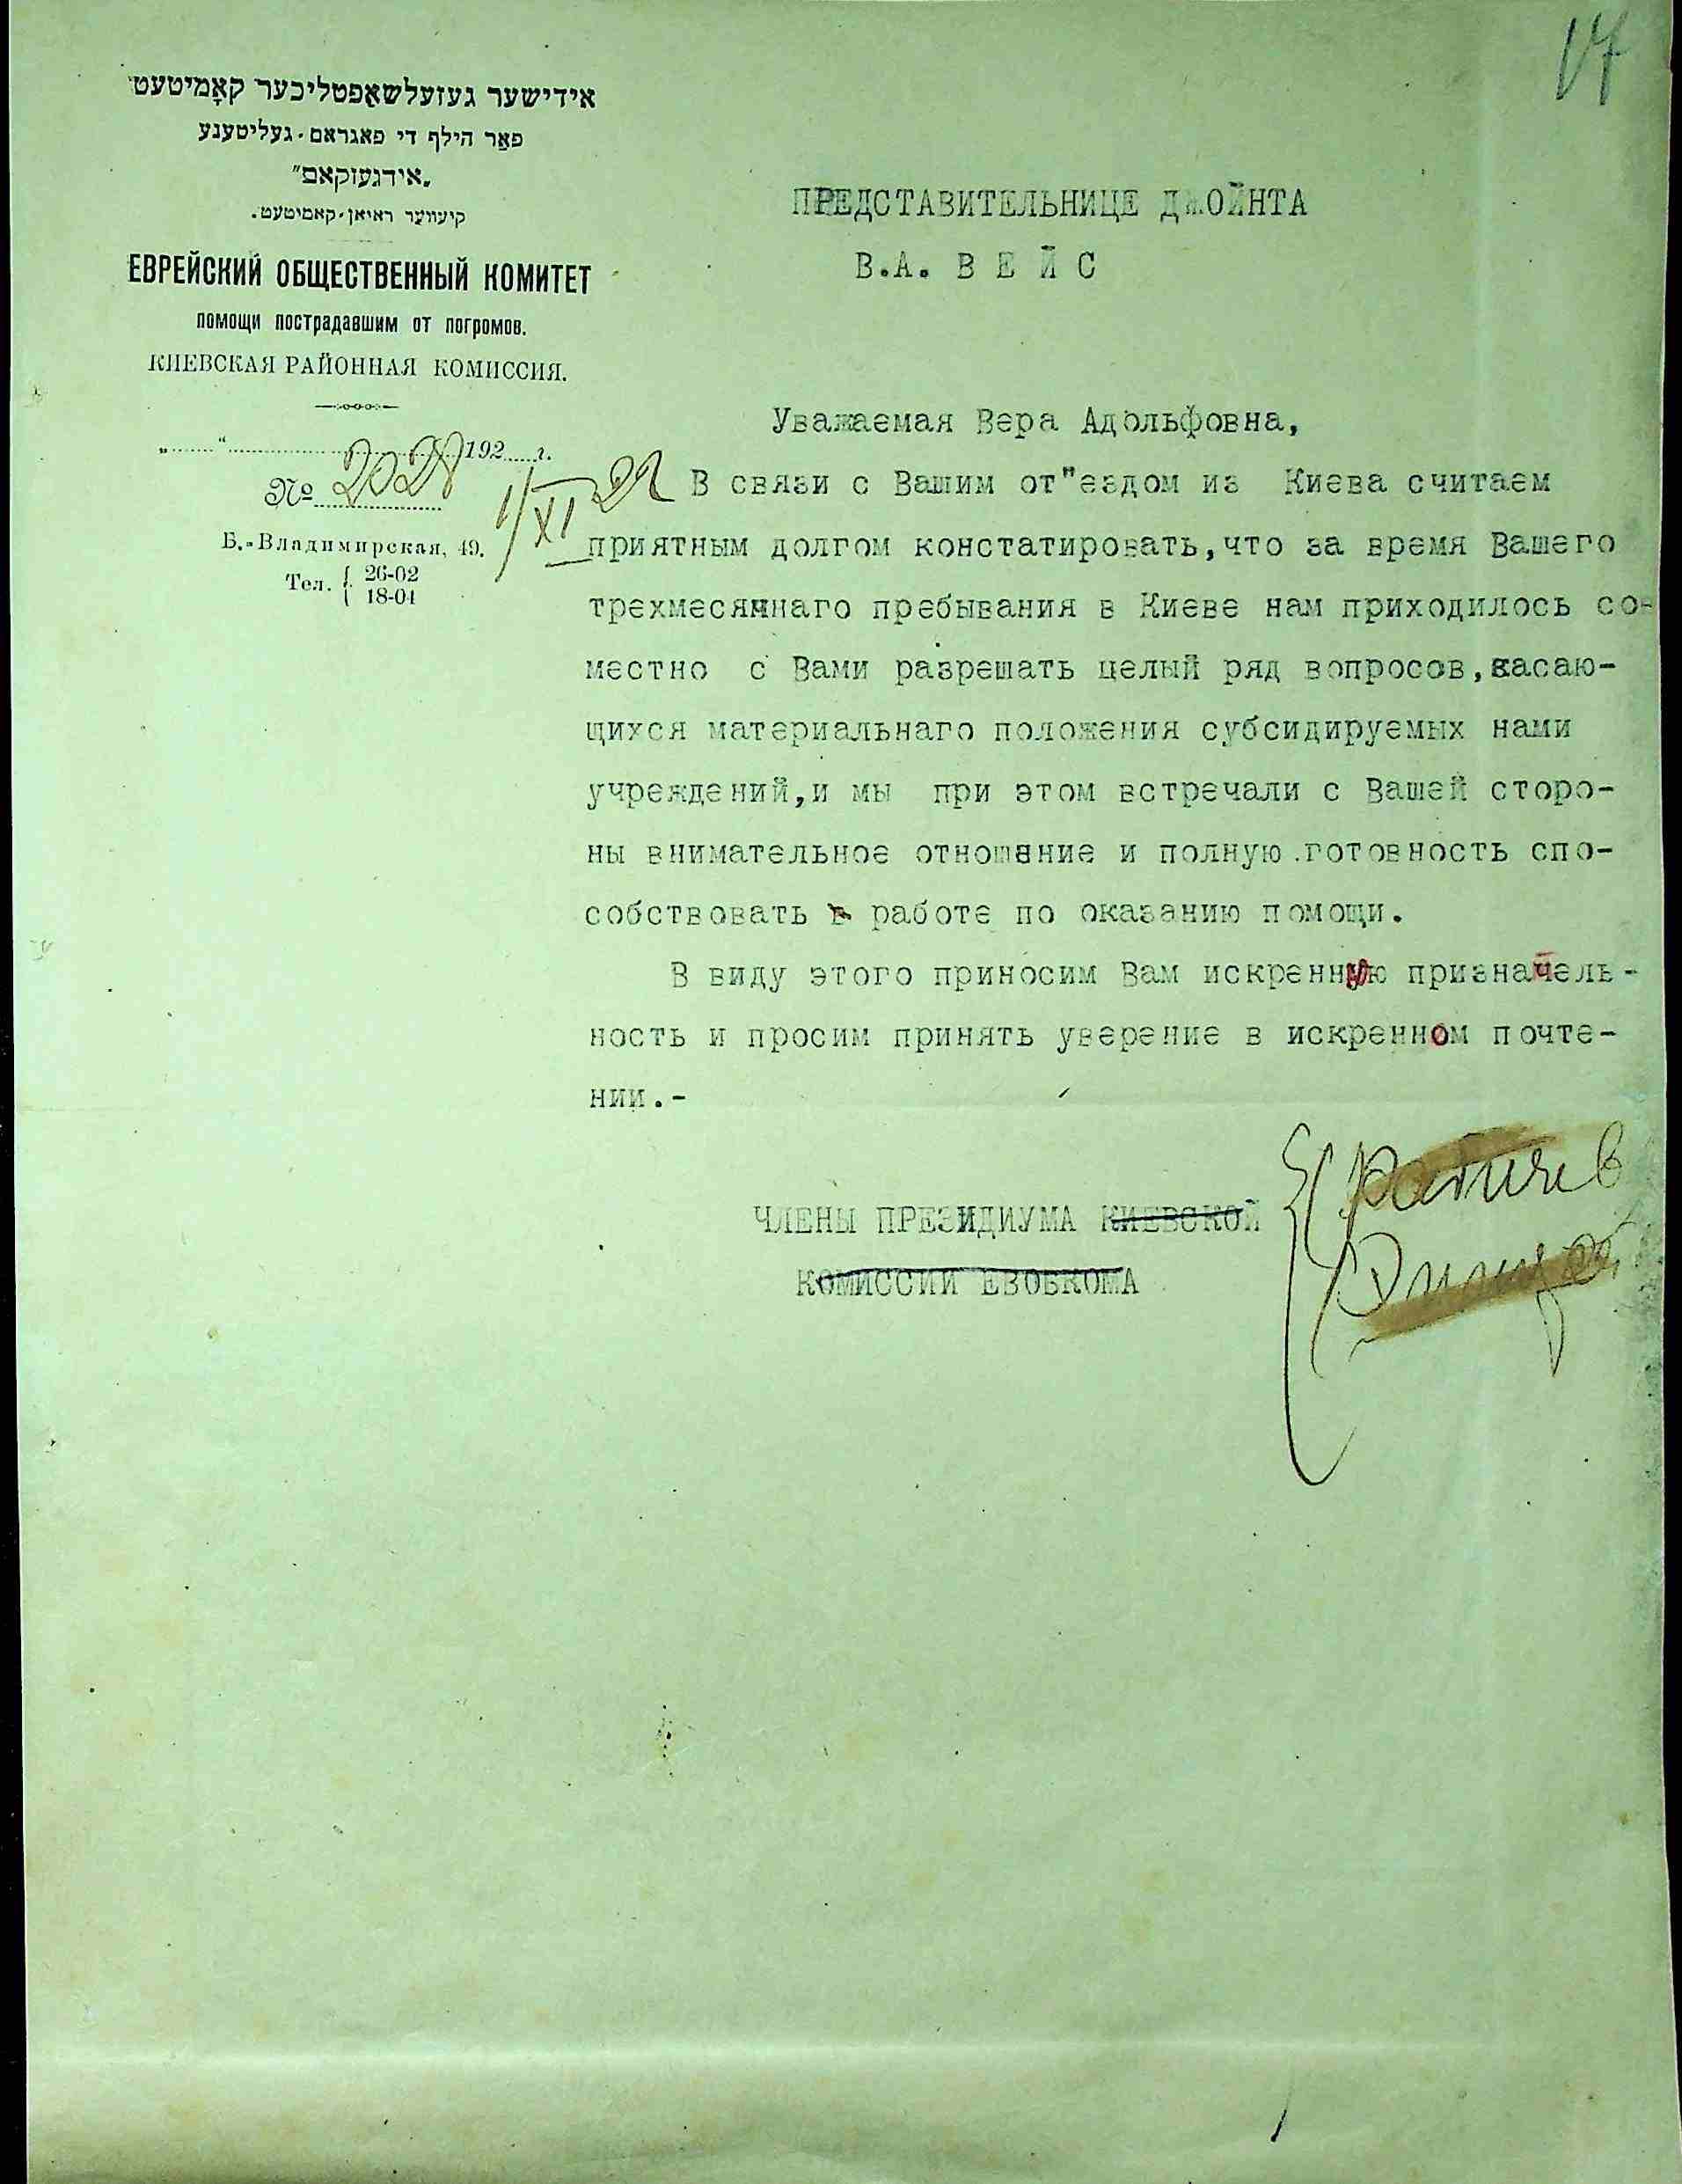 17
אידישער געזעלשאַפטליכער קאָמיטעט
פאַר הילף די פאגראם-געליטענע
„אידגעזקאם"
קיעווער ראיאן-קאמיטעט.
ЕВРЕЙСКИЙ ОБЩЕСТВЕННЫЙ КОМИТЕТ
помощи пострадавшим от погромов.
КИЕВСКАЯ РАЙОННАЯ КОМИССИЯ.
„ “ 192 г.
№ 2028
1/XI 22
Б.-Владимирская, 49.
Тел. { 26-02
18-04
ПРЕДСТАВИТЕЛЬНИЦЕ ДЖОЙНТА
В.А. В Е Й С
Уважаемая Вера Адольфовна,
В связи с Вашим от"ездом из Киева считаем
приятным долгом констатировать,что за время Вашего
трехмесячнаго пребывания в Киеве нам приходилось со-
местно с Вами разрешать целый ряд вопросов,касаю-
щихся материальнаго положения субсидируемых нами
учреждений,и мы при этом встречали с Вашей сторо-
ны внимательное отношение и полную готовность спо-
собствовать в работе по оказанию помощи.
В виду этого приносим Вам искреннюю признатель-
ность и просим принять уверение в искренном почте-
нии.-
ЧЛЕНЫ ПРЕЗИДИУМА КИЕВСКОЙ
КОМИССИИ ЕВОБКОМА